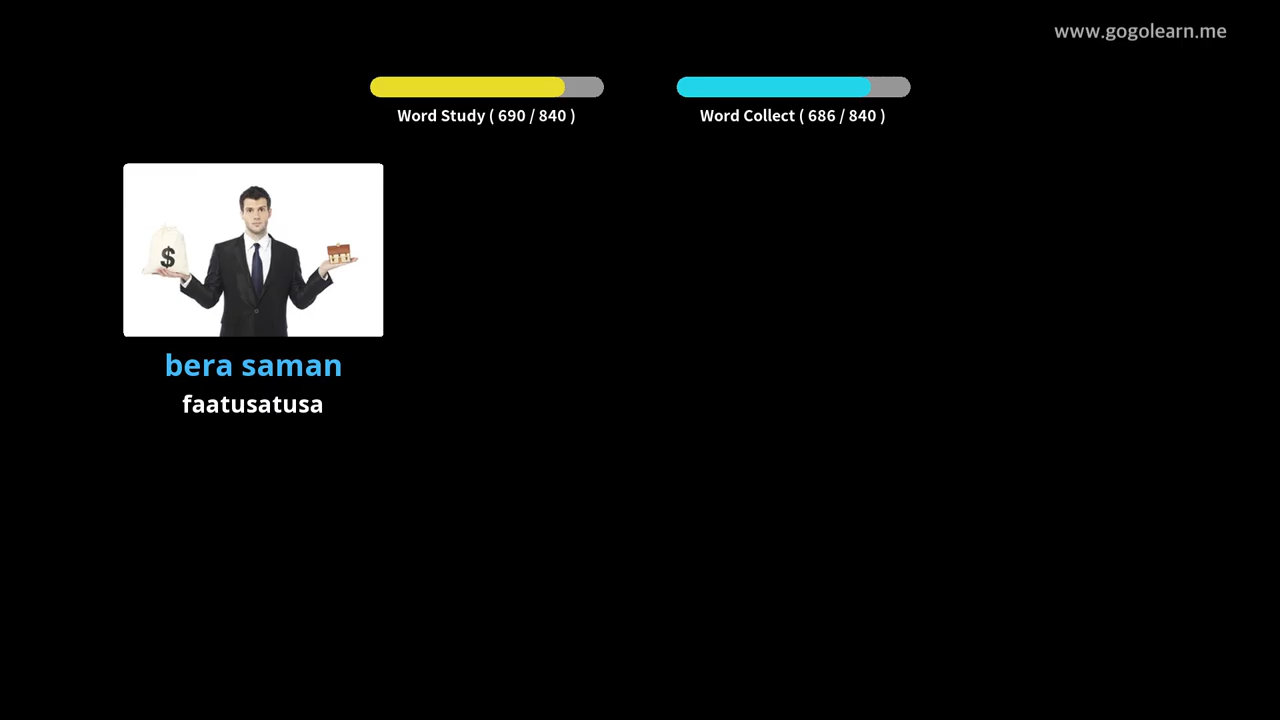 www.gogolearn.me
Word Study ( 690 / 840 )
Word Collect ( 686 / 840 )
$
bera saman
faatusatusa